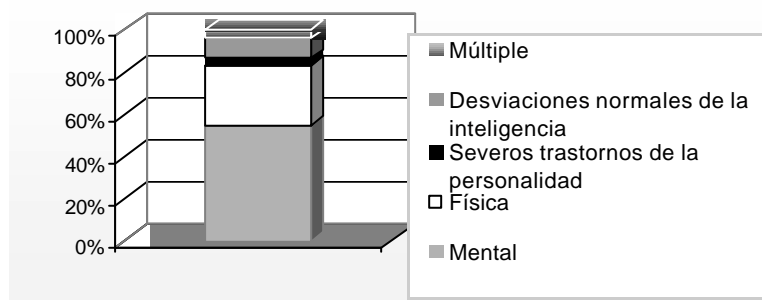 100%
80%
60%
40%
20%
0%
Múltiple
Desviaciones normales de la
inteligencia
Severos trastornos de la
personalidad
Física
Mental